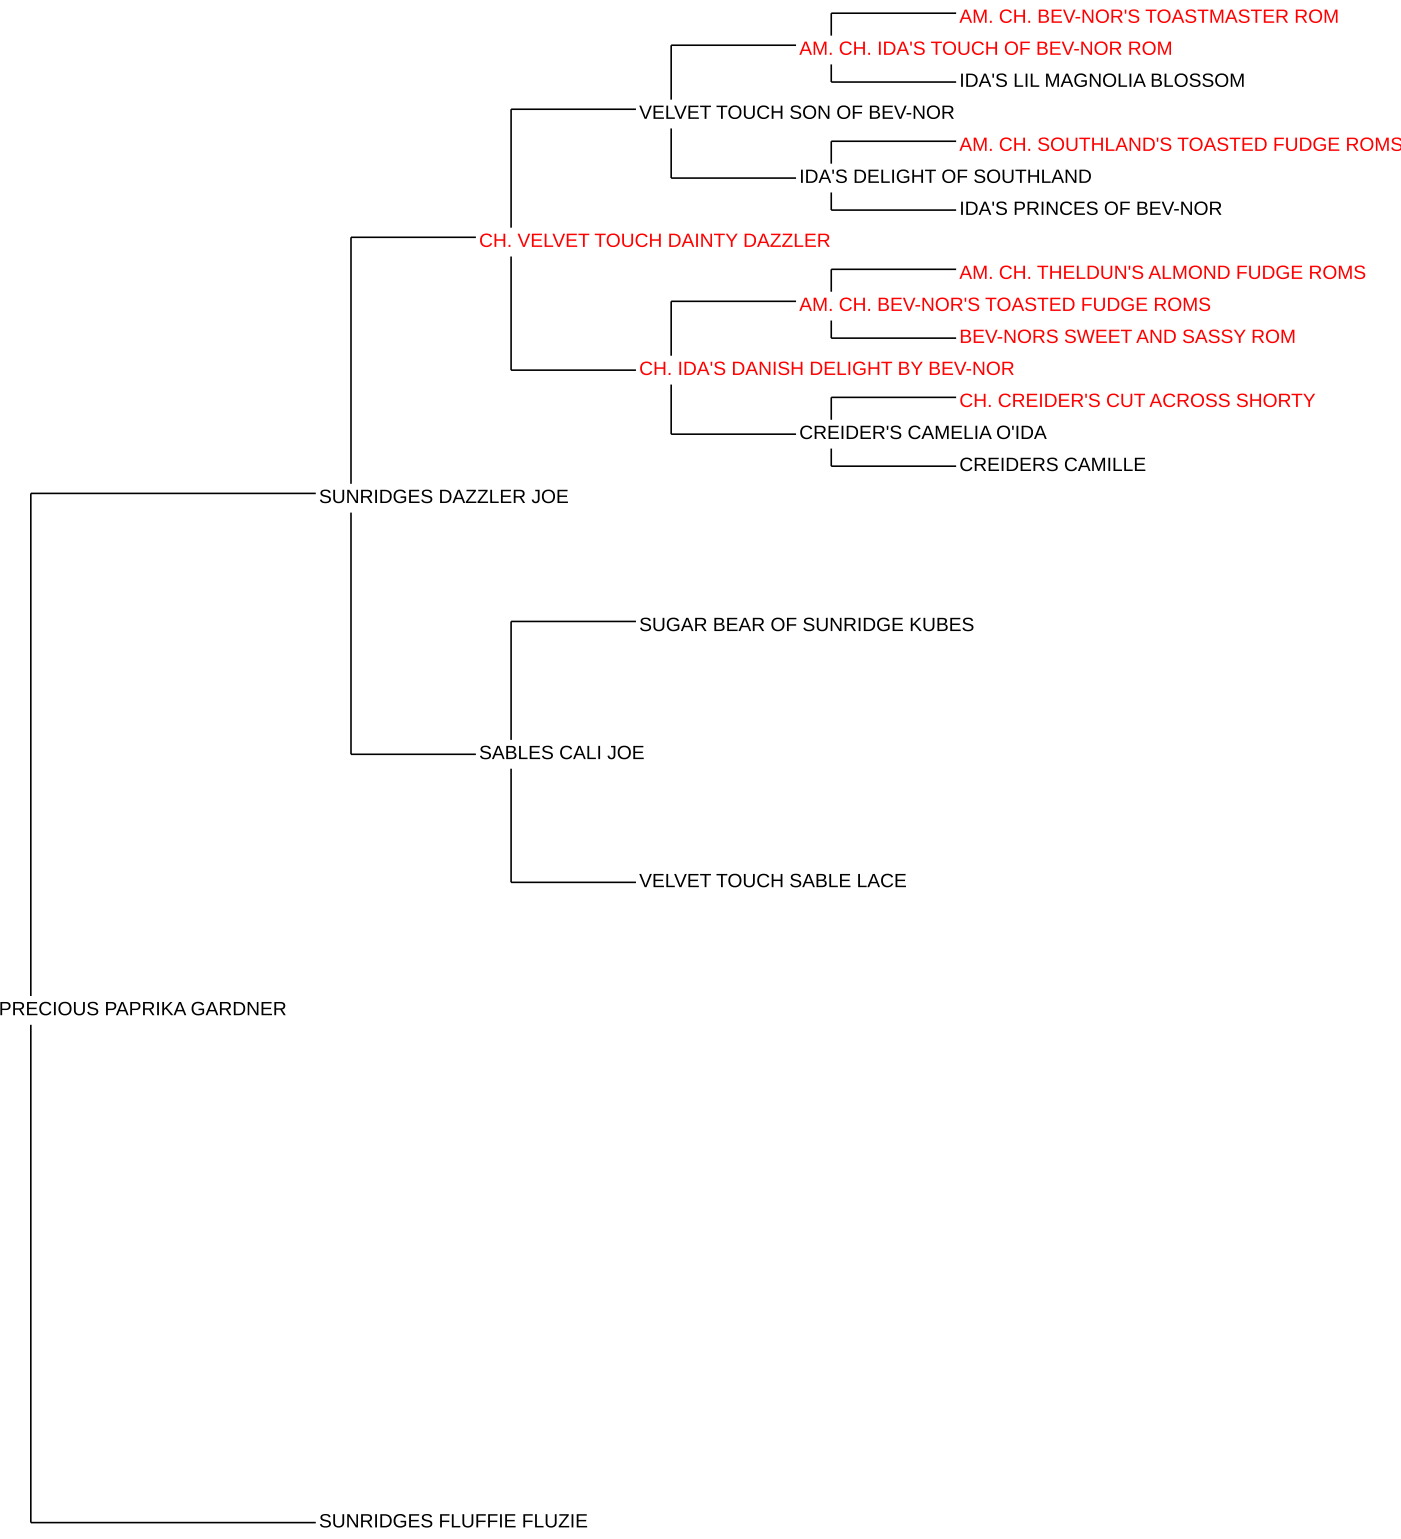 AM. CH. BEV-NOR'S TOASTMASTER ROM
AM. CH. IDA'S TOUCH OF BEV-NOR ROM
IDA'S LIL MAGNOLIA BLOSSOM
VELVET TOUCH SON OF BEV-NOR
AM. CH. SOUTHLAND'S TOASTED FUDGE ROMS
IDA'S DELIGHT OF SOUTHLAND
IDA'S PRINCES OF BEV-NOR
CH. VELVET TOUCH DAINTY DAZZLER
AM. CH. THELDUN'S ALMOND FUDGE ROMS
AM. CH. BEV-NOR'S TOASTED FUDGE ROMS
BEV-NORS SWEET AND SASSY ROM
CH. IDA'S DANISH DELIGHT BY BEV-NOR
CH. CREIDER'S CUT ACROSS SHORTY
CREIDER'S CAMELIA O'IDA
CREIDERS CAMILLE
SUNRIDGES DAZZLER JOE
SUGAR BEAR OF SUNRIDGE KUBES
SABLES CALI JOE
VELVET TOUCH SABLE LACE
PRECIOUS PAPRIKA GARDNER
SUNRIDGES FLUFFIE FLUZIE